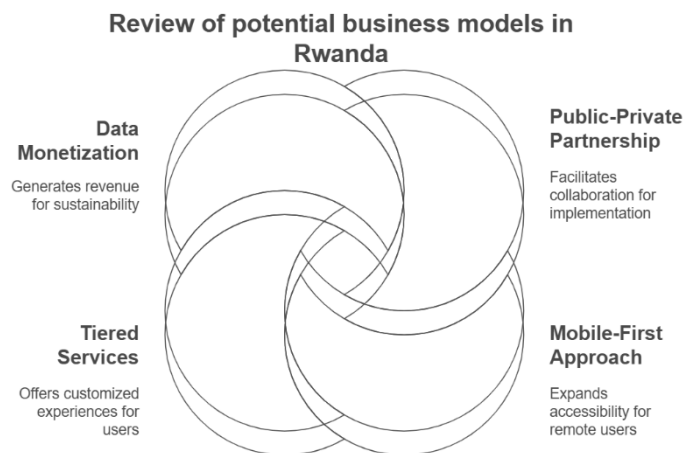 Review of potential business models in
Rwanda
Data
Monetization
Generates revenue
for sustainability
Public-Private
Partnership
Facilitates
collaboration for
implementation
Tiered
Services
Offers customized
experiences for
users
Mobile-First
Approach
Expands
accessibility for
remote users